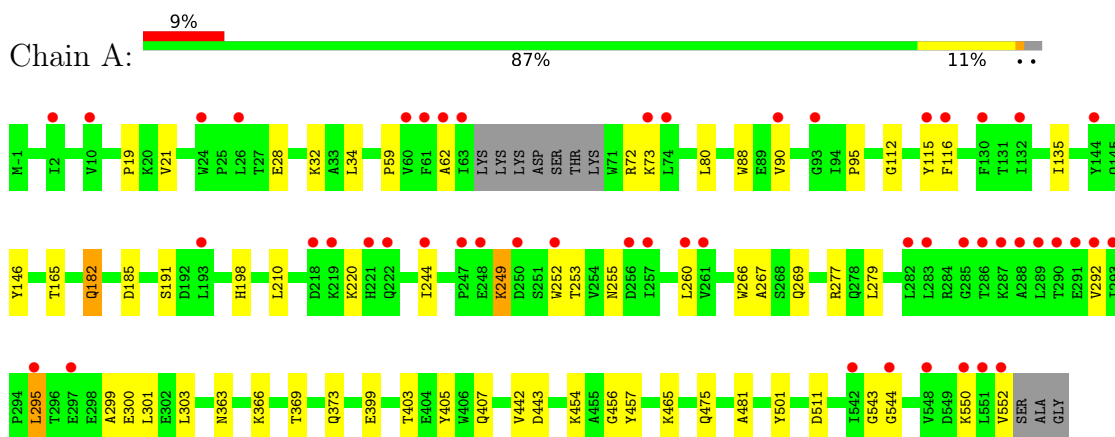 9%
Chain A:
87% 11% • •
M-1 I2 V10 P19 K20 V21 W24 P25 L26 T27 E28 K32 A33 L34 P59 V60 F61 A62 I63 LYS LYS LYS ASP SER THR LYS W71 R72 K73 L74 L80 W88 E89 V90 G93 I94 P95 G112 Y115 F116 F130 T131 I132 I135 Y144 Q145
Y146 T165 Q182 D185 S191 D192 L193 H198 L210 D218 K219 K220 H221 Q222 I244 P247 E248 K249 D250 S251 W252 T253 V254 N255 D256 I257 L260 V261 W266 A267 S268 Q269 R277 Q278 L279 L282 L283 R284 G285 T286 K287 A288 L289 T290 E291 V292 I293
P294 L295 T296 E297 E298 A299 E300 L301 E302 L303 N363 K366 T369 Q373 E399 T403 E404 Y405 W406 Q407 V442 D443 K454 A455 G456 Y457 K465 Q475 A481 Y501 D511 I542 G543 G544 V548 D549 K550 L551 V552 SER ALA GLY